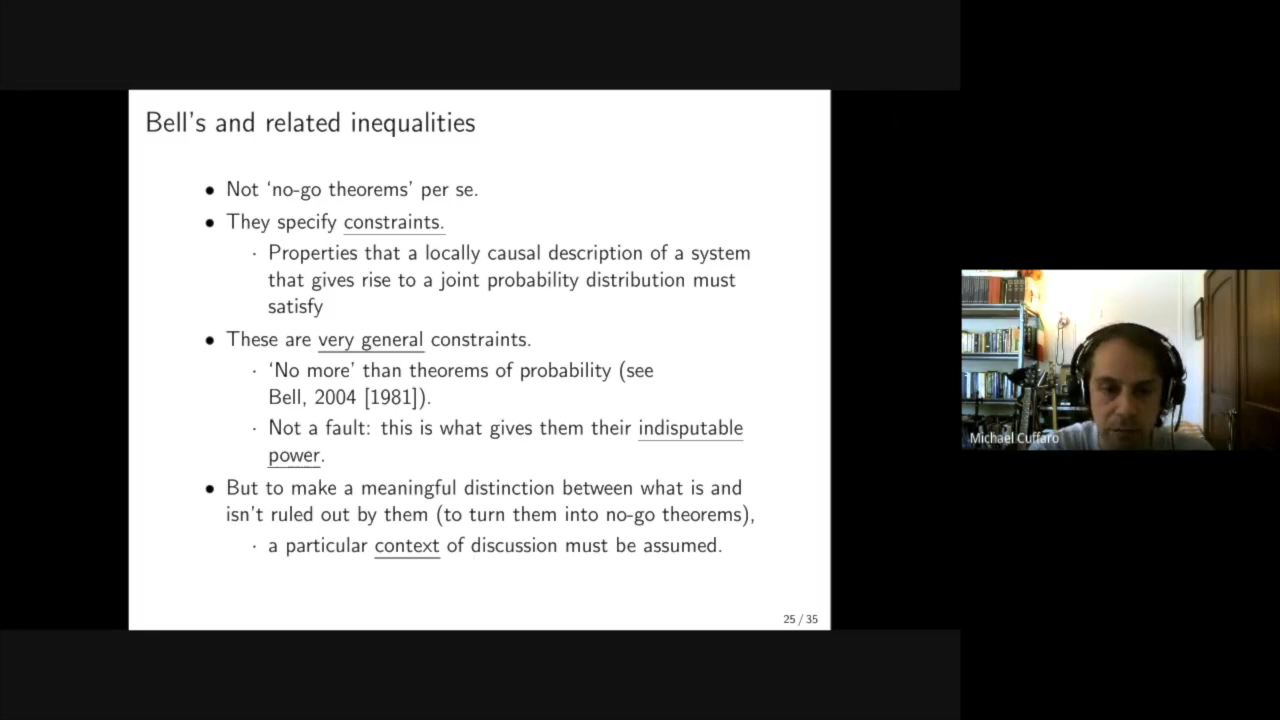 Bell's and related inequalities
• Not 'no-go theorems' per se.
• They specify constraints.
· Properties that a locally causal description of a system
that gives rise to a joint probability distribution must
satisfy
• These are very general constraints.
· 'No more' than theorems of probability (see
Bell, 2004 [1981]).
· Not a fault: this is what gives them their indisputable
power.
• But to make a meaningful distinction between what is and
isn't ruled out by them (to turn them into no-go theorems),
· a particular context of discussion must be assumed.
25 / 35
Michael Cuffaro